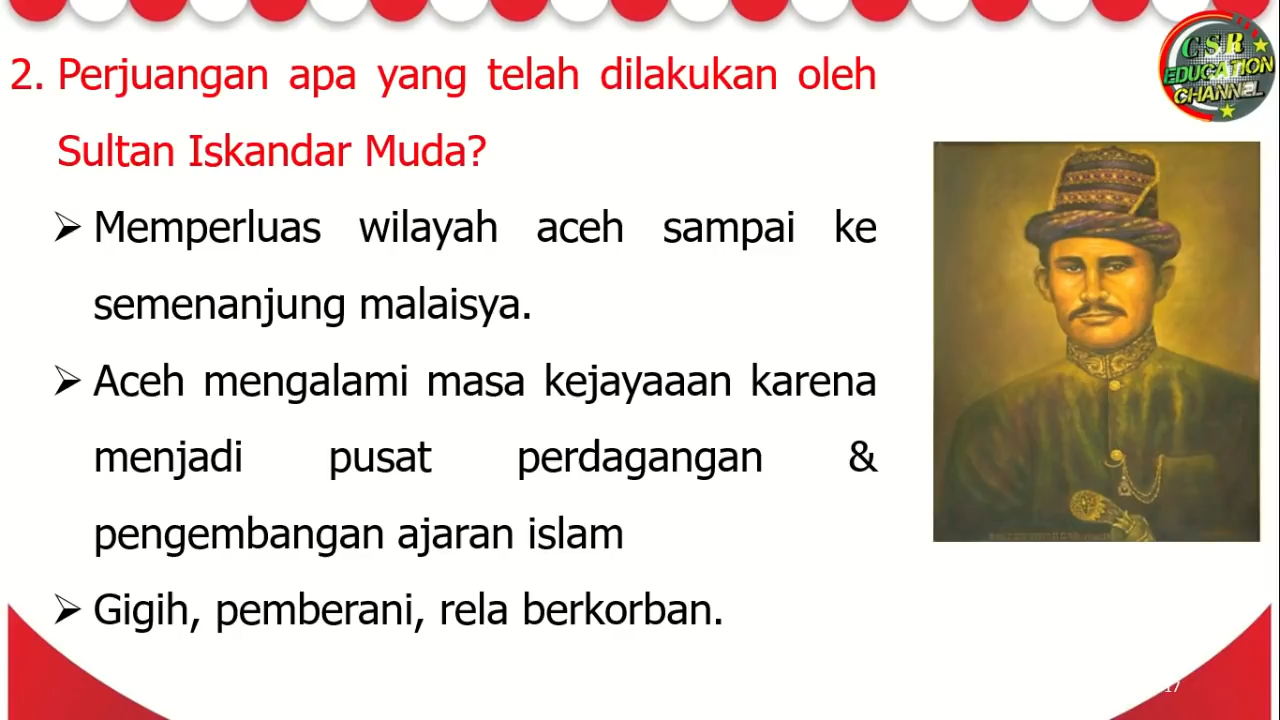 CSR
EDUCATION
CHANNEL
2. Perjuangan apa yang telah dilakukan oleh
Sultan Iskandar Muda?
➢ Memperluas wilayah aceh sampai ke
semenanjung malaisya.
➢ Aceh mengalami masa kejayaaan karena
menjadi pusat perdagangan &
pengembangan ajaran islam
➢ Gigih, pemberani, rela berkorban.
17